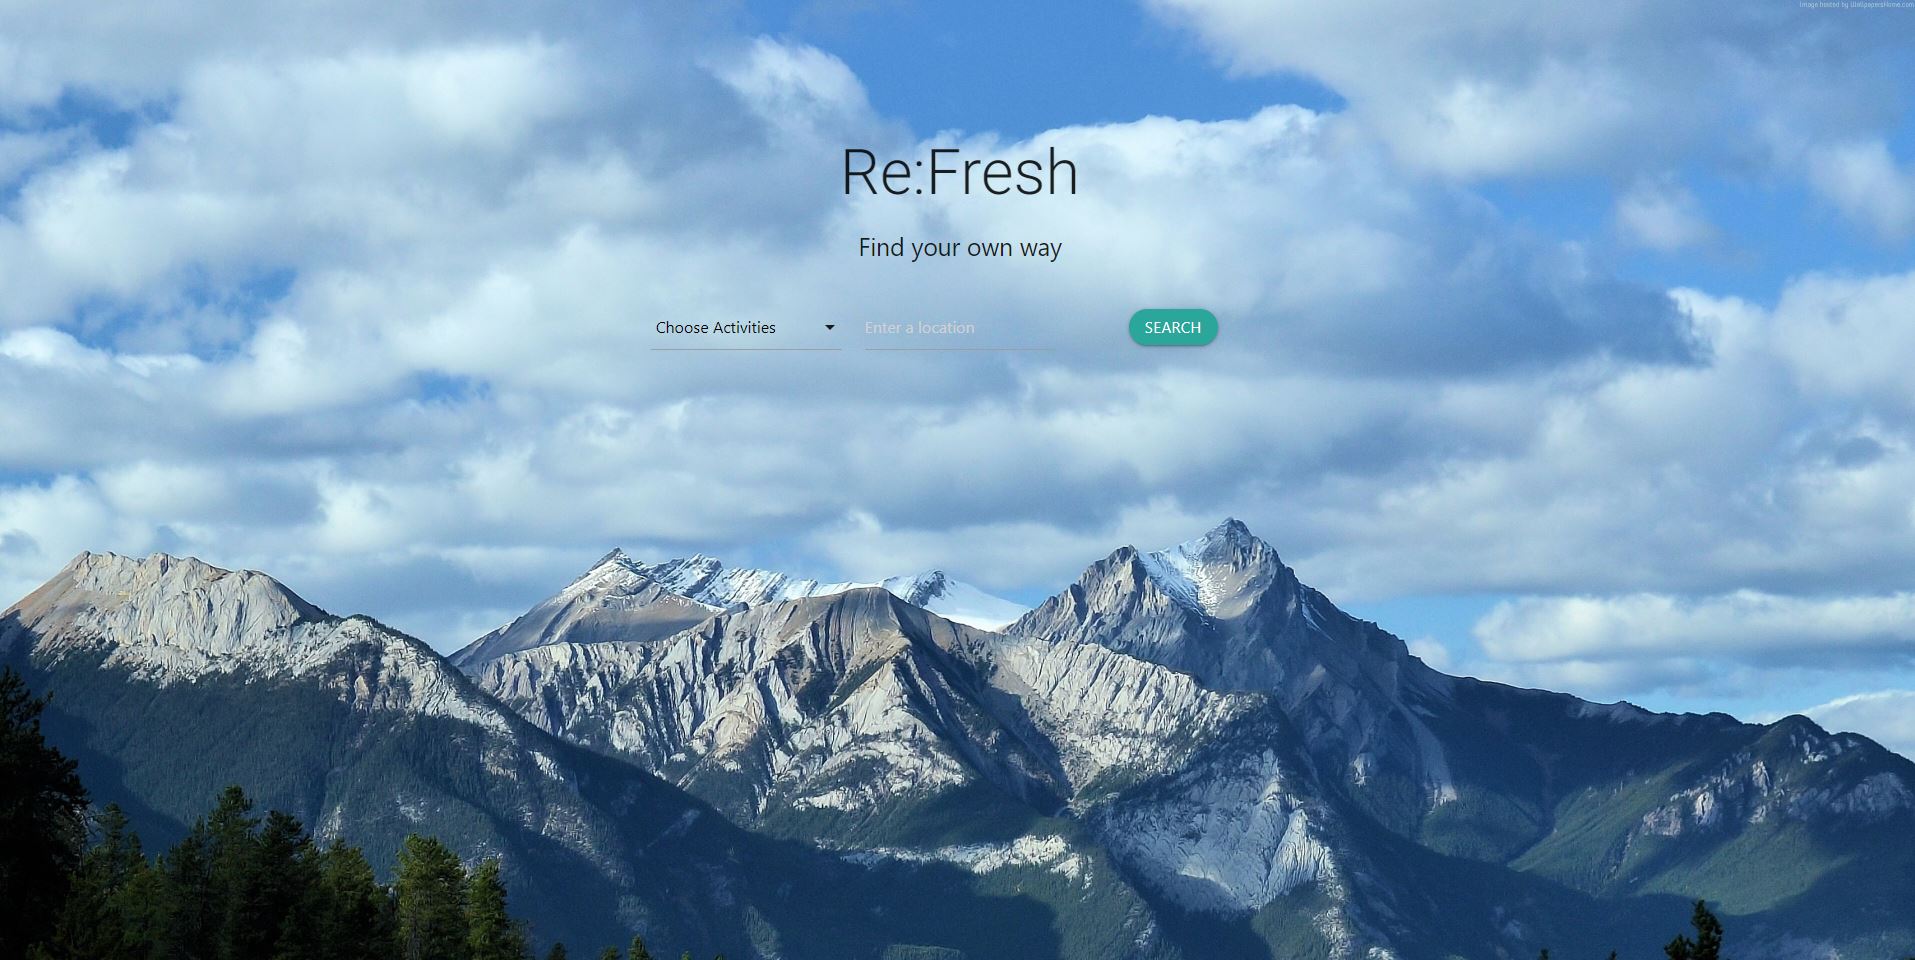 Image hosted by WallpapersHome.com
Re:Fresh
Find your own way
Choose Activities
Enter a location
SEARCH